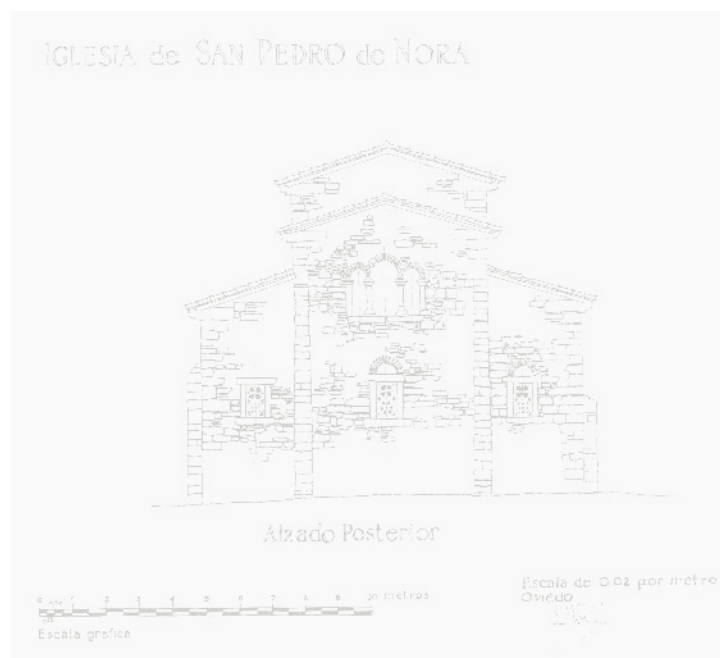 IGLESIA de SAN PEDRO de NORA
Alzado Posterior
0 1 2 3 4 5 6 7 8 9 10 metros
Escala grafica
Escala de 0.02 por metro
Oviedo